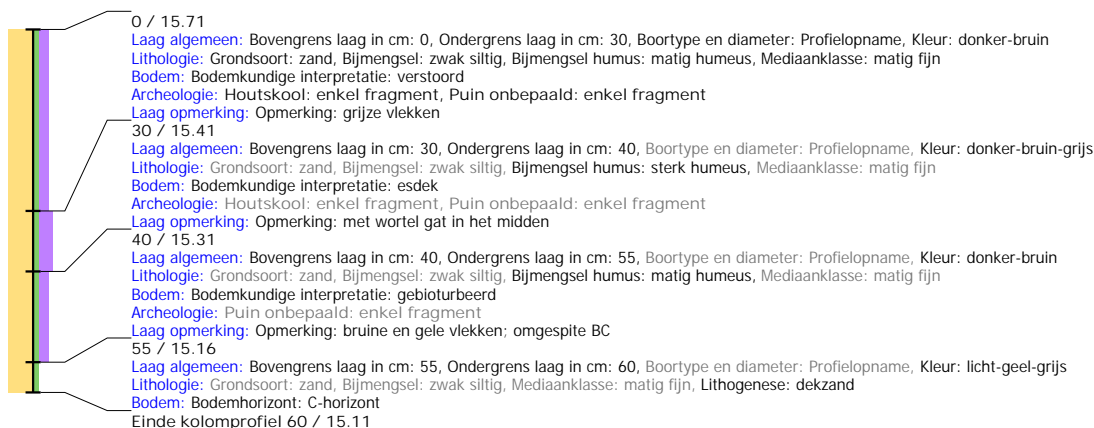 0 / 15.71
Laag algemeen: Bovengrens laag in cm: 0, Ondergrens laag in cm: 30, Boortype en diameter: Profielopname, Kleur: donker-bruin
Lithologie: Grondsoort: zand, Bijmengsel: zwak siltig, Bijmengsel humus: matig humeus, Mediaanklasse: matig fijn
Bodem: Bodemkundige interpretatie: verstoord
Archeologie: Houtskool: enkel fragment, Puin onbepaald: enkel fragment
Laag opmerking: Opmerking: grijze vlekken
30 / 15.41
Laag algemeen: Bovengrens laag in cm: 30, Ondergrens laag in cm: 40, Boortype en diameter: Profielopname, Kleur: donker-bruin-grijs
Lithologie: Grondsoort: zand, Bijmengsel: zwak siltig, Bijmengsel humus: sterk humeus, Mediaanklasse: matig fijn
Bodem: Bodemkundige interpretatie: esdek
Archeologie: Houtskool: enkel fragment, Puin onbepaald: enkel fragment
Laag opmerking: Opmerking: met wortel gat in het midden
40 / 15.31
Laag algemeen: Bovengrens laag in cm: 40, Ondergrens laag in cm: 55, Boortype en diameter: Profielopname, Kleur: donker-bruin
Lithologie: Grondsoort: zand, Bijmengsel: zwak siltig, Bijmengsel humus: matig humeus, Mediaanklasse: matig fijn
Bodem: Bodemkundige interpretatie: gebioturbeerd
Archeologie: Puin onbepaald: enkel fragment
Laag opmerking: Opmerking: bruine en gele vlekken; omgespite BC
55 / 15.16
Laag algemeen: Bovengrens laag in cm: 55, Ondergrens laag in cm: 60, Boortype en diameter: Profielopname, Kleur: licht-geel-grijs
Lithologie: Grondsoort: zand, Bijmengsel: zwak siltig, Mediaanklasse: matig fijn, Lithogenese: dekzand
Bodem: Bodemhorizont: C-horizont
Einde kolomprofiel 60 / 15.11